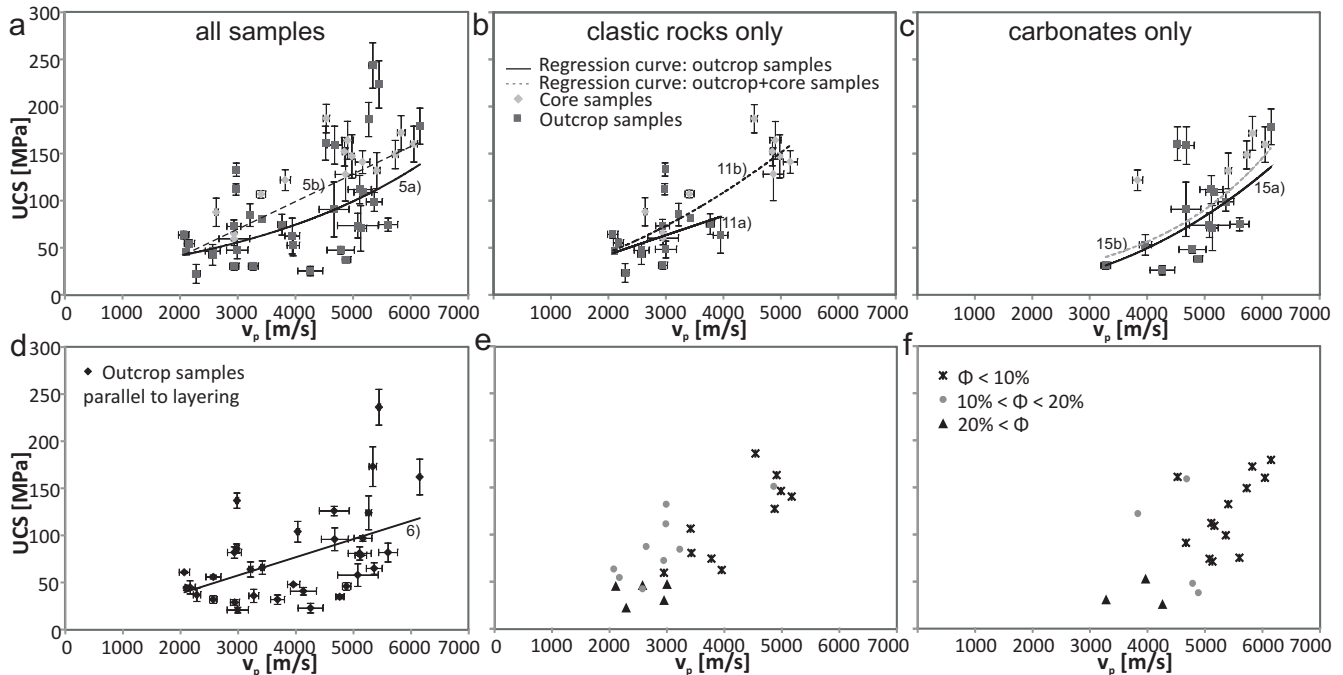 a
all samples
300
250
200
150
100
50
0
UCS [MPa]
5b)
5a)
0 1000 2000 3000 4000 5000 6000 7000
vₚ [m/s]
b
clastic rocks only
Regression curve: outcrop samples
Regression curve: outcrop+core samples
Core samples
Outcrop samples
11b)
11a)
0 1000 2000 3000 4000 5000 6000 7000
vₚ [m/s]
c
carbonates only
15b)
15a)
0 1000 2000 3000 4000 5000 6000 7000
vₚ [m/s]
d
300
250
200
150
100
50
0
UCS [MPa]
Outcrop samples
parallel to layering
6)
0 1000 2000 3000 4000 5000 6000 7000
vₚ [m/s]
e
0 1000 2000 3000 4000 5000 6000 7000
vₚ [m/s]
f
Φ < 10%
10% < Φ < 20%
20% < Φ
0 1000 2000 3000 4000 5000 6000 7000
vₚ [m/s]